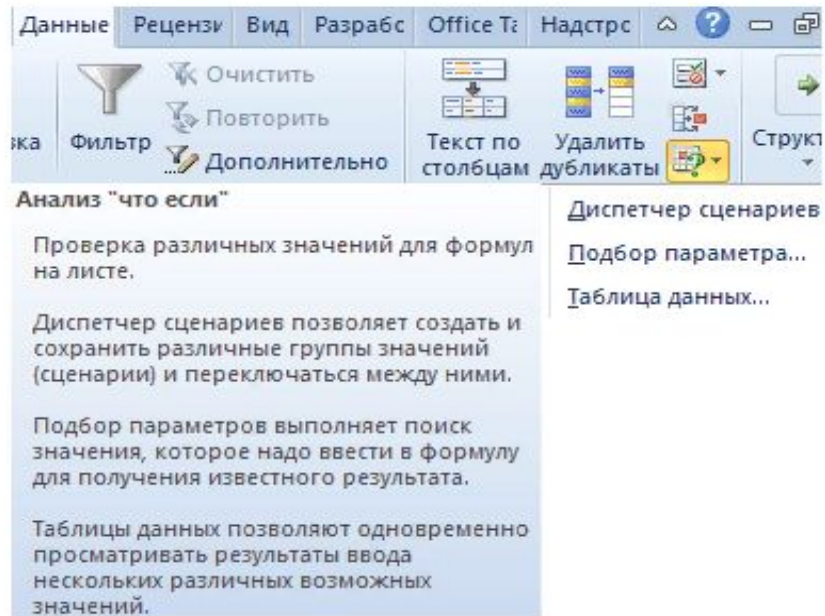 Данные Рецензи Вид Разрабс Office Та Надстрс
Очистить
Повторить
Дополнительно
вка Фильтр
Текст по столбцам
Удалить дубликаты
Структ
Анализ "что если"
Проверка различных значений для формул
на листе.
Диспетчер сценариев позволяет создать и
сохранить различные группы значений
(сценарии) и переключаться между ними.
Подбор параметров выполняет поиск
значения, которое надо ввести в формулу
для получения известного результата.
Таблицы данных позволяют одновременно
просматривать результаты ввода
нескольких различных возможных
значений.
Диспетчер сценариев
Подбор параметра...
Таблица данных...